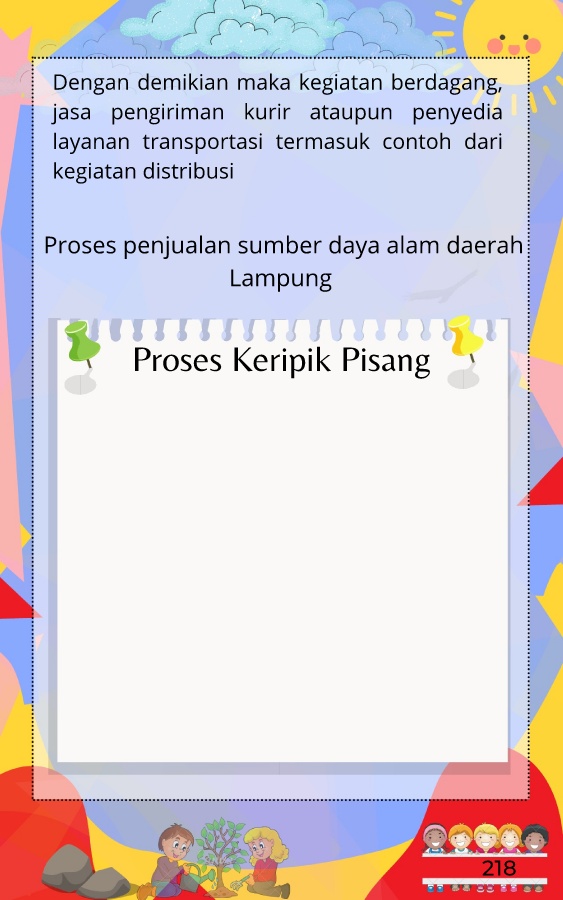 Dengan demikian maka kegiatan berdagang,
jasa pengiriman kurir ataupun penyedia
layanan transportasi termasuk contoh dari
kegiatan distribusi
Proses penjualan sumber daya alam daerah
Lampung
Proses Keripik Pisang
218